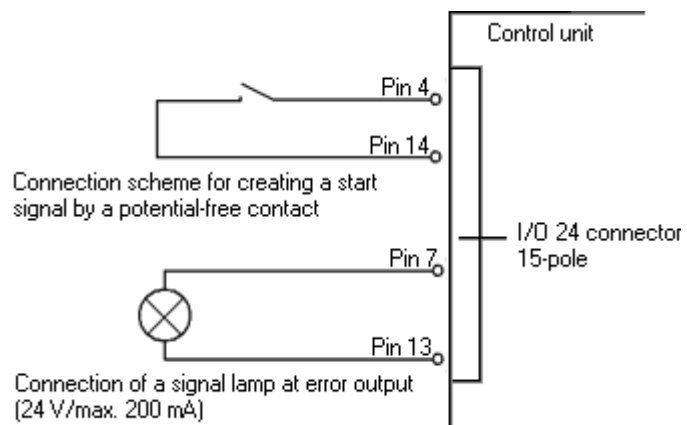 Control unit
Pin 4
Pin 14
Connection scheme for creating a start
signal by a potential-free contact
I/O 24 connector
15-pole
Pin 7
Pin 13
Connection of a signal lamp at error output
(24 V/max. 200 mA)